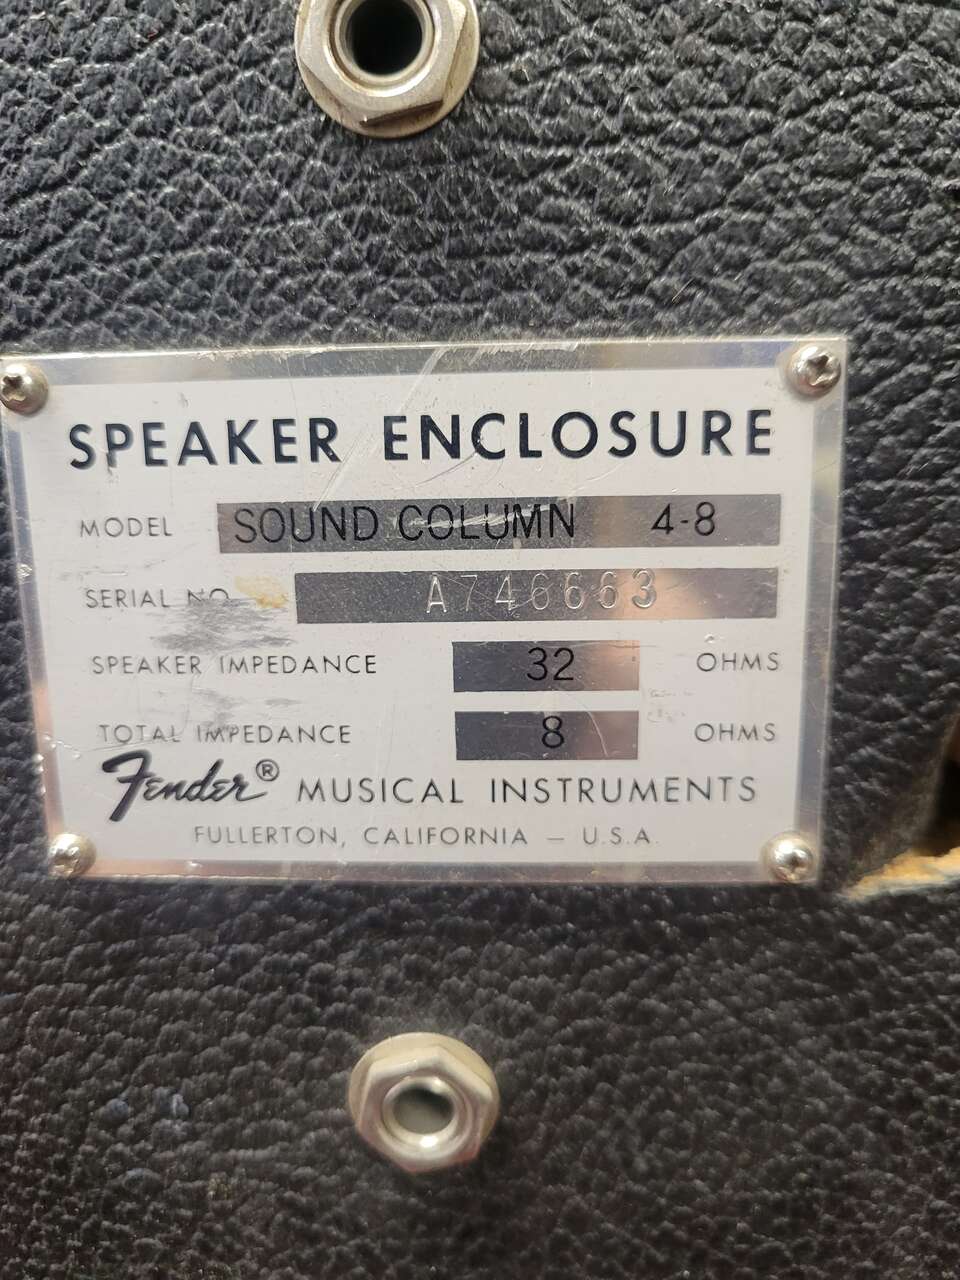 SPEAKER ENCLOSURE
MODEL SOUND COLUMN 4-8
SERIAL NO A746663
SPEAKER IMPEDANCE 32 OHMS
TOTAL IMPEDANCE 8 OHMS
Fender® MUSICAL INSTRUMENTS
FULLERTON, CALIFORNIA — U.S.A.